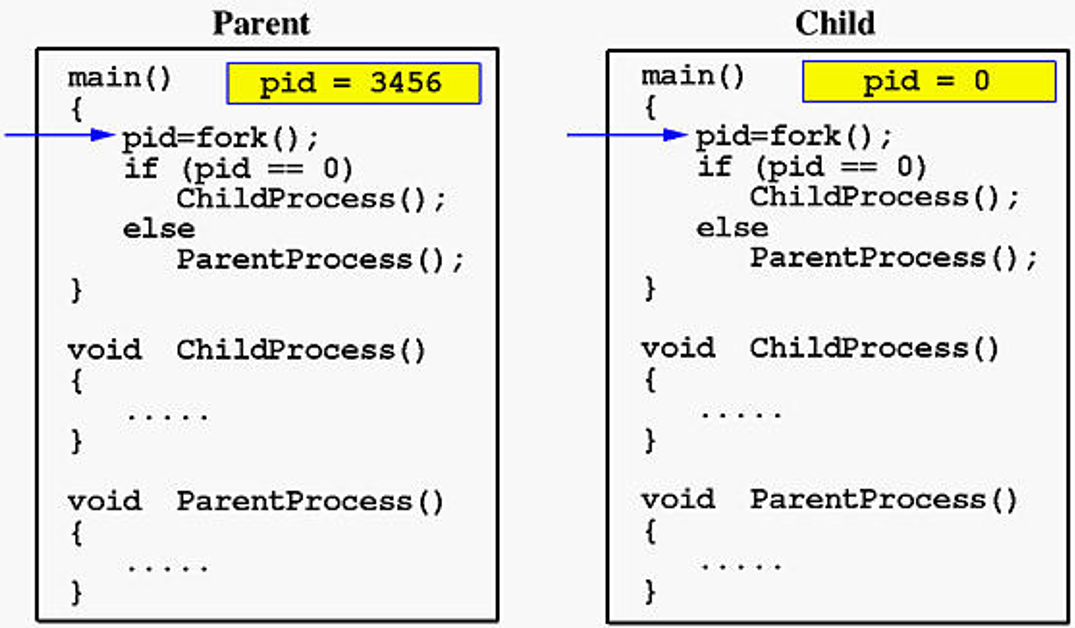 Parent
main()
pid = 3456
{
pid=fork();
if (pid == 0)
ChildProcess();
else
ParentProcess();
}
void ChildProcess()
{
.....
}
void ParentProcess()
{
.....
}
Child
main()
pid = 0
{
pid=fork();
if (pid == 0)
ChildProcess();
else
ParentProcess();
}
void ChildProcess()
{
.....
}
void ParentProcess()
{
.....
}